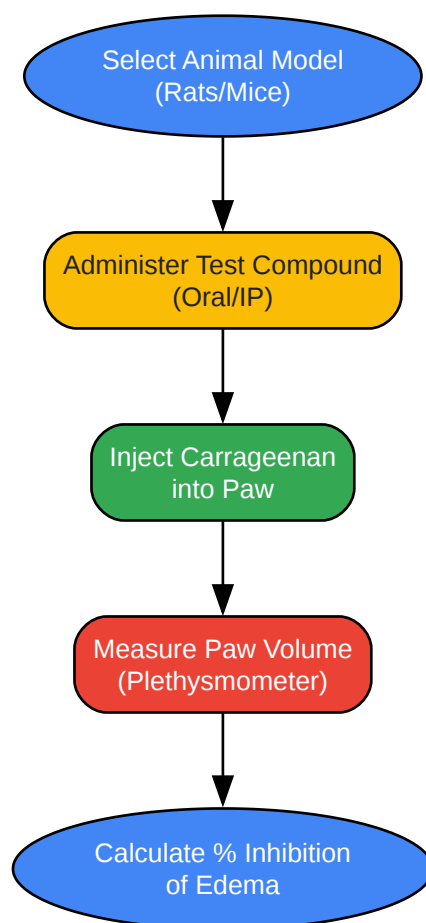 Select Animal Model
(Rats/Mice)
Administer Test Compound
(Oral/IP)
Inject Carrageenan
into Paw
Measure Paw Volume
(Plethysmometer)
Calculate % Inhibition
of Edema